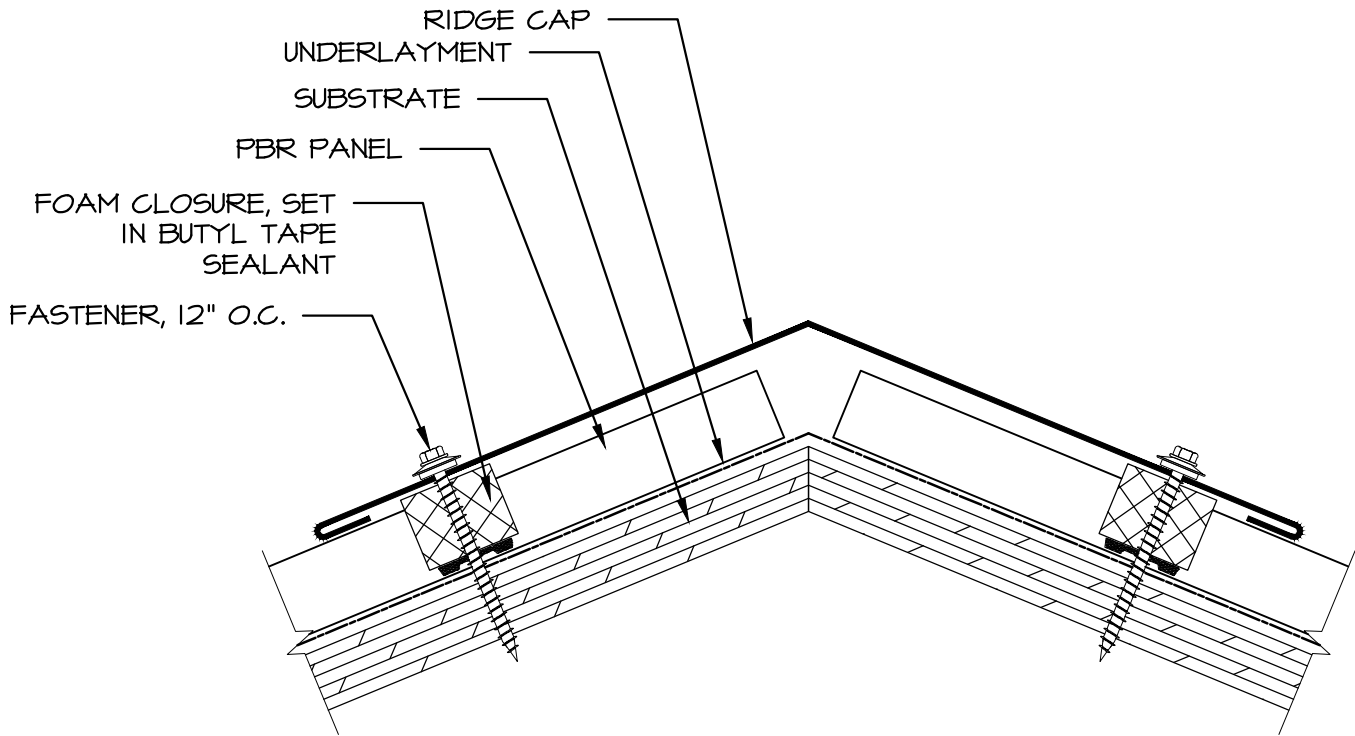 RIDGE CAP
UNDERLAYMENT
SUBSTRATE
PBR PANEL
FOAM CLOSURE, SET
IN BUTYL TAPE
SEALANT
FASTENER, 12" O.C.